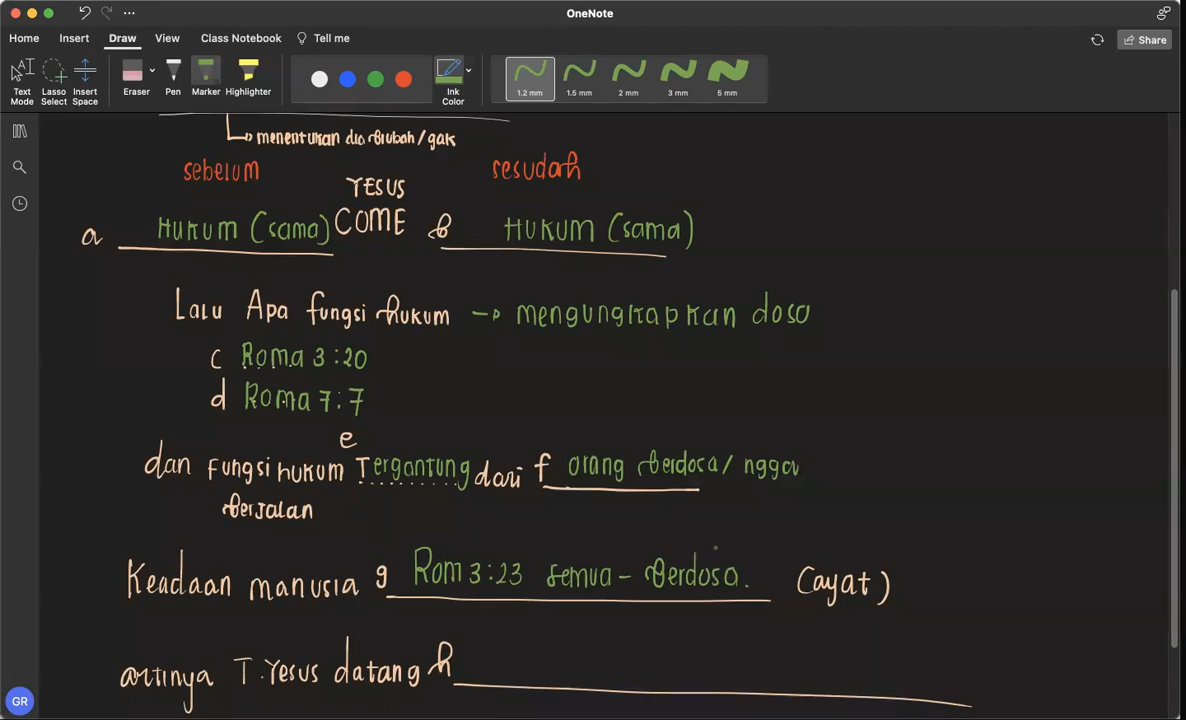 OneNote
Home Insert Draw View Class Notebook Tell me
Share
Text Mode
Lasso Select
Insert Space
Eraser
Pen
Marker
Highlighter
Ink Color
1.2 mm 1.5 mm 2 mm 3 mm 5 mm
menentukan dia berubah/gak
sebelum sesudah
YESUS
a HUKUM (sama) COME b HUKUM (sama)
Lalu Apa fungsi hukum → mengungkapkan dosa
c Roma 3:20
d Roma 7:7
e
dan Fungsi hukum Tergantung dari f orang berdosa/ nggak
berjalan
Keadaan manusia g Rom 3:23 semua - Berdosa. (ayat)
artinya T. Yesus datang h
GR